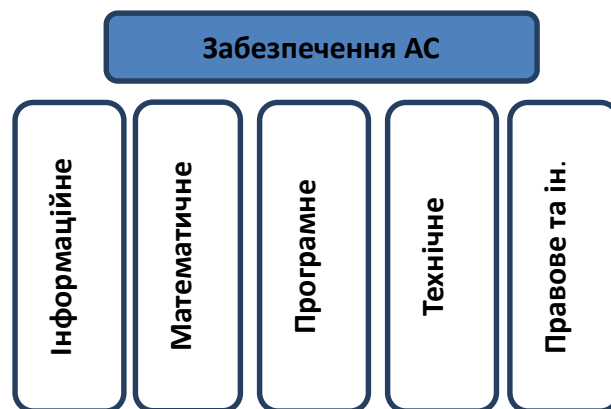 Забезпечення АС
Інформаційне
Математичне
Програмне
Технічне
Правове та ін.